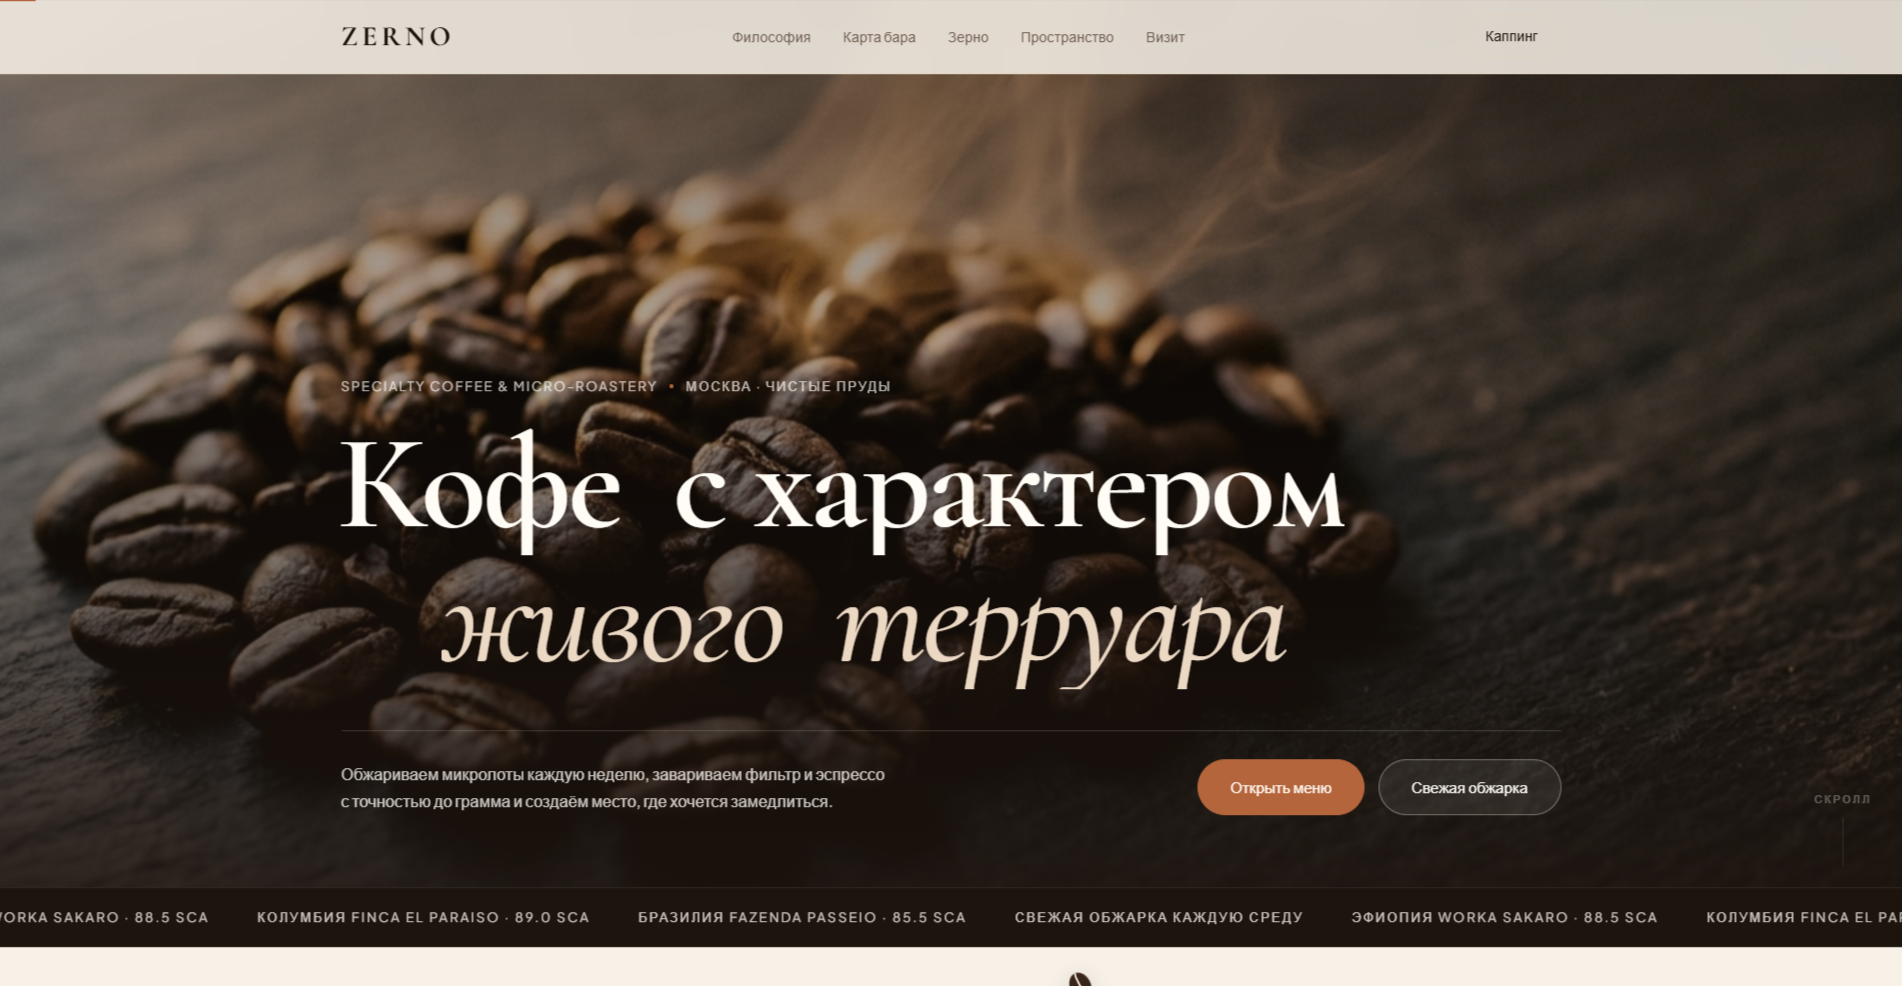 ZERNO
Философия Карта бара Зерно Пространство Визит
Каппинг
SPECIALTY COFFEE & MICRO-ROASTERY • МОСКВА · ЧИСТЫЕ ПРУДЫ
Кофе с характером
живого терруара
Обжариваем микролоты каждую неделю, завариваем фильтр и эспрессо
с точностью до грамма и создаём место, где хочется замедлиться.
Открыть меню
Свежая обжарка
СКРОЛЛ
WORKA SAKARO · 88.5 SCA КОЛУМБИЯ FINCA EL PARAISO · 89.0 SCA БРАЗИЛИЯ FAZENDA PASSEIO · 85.5 SCA СВЕЖАЯ ОБЖАРКА КАЖДУЮ СРЕДУ ЭФИОПИЯ WORKA SAKARO · 88.5 SCA КОЛУМБИЯ FINCA EL